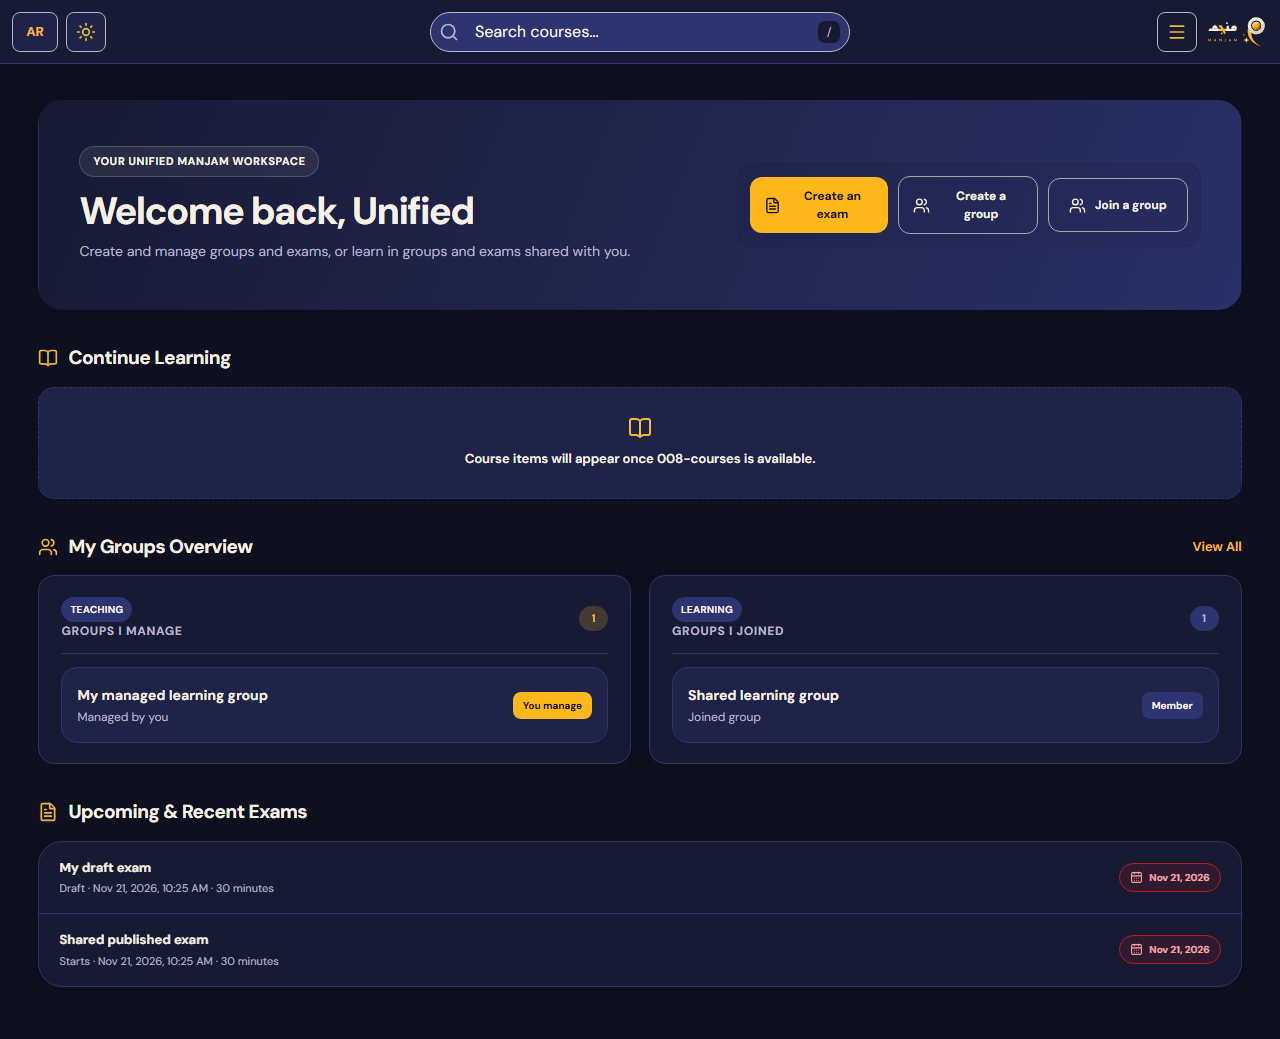 AR
Search courses...
/
منجم
MANJAM
YOUR UNIFIED MANJAM WORKSPACE
Welcome back, Unified
Create and manage groups and exams, or learn in groups and exams shared with you.
Create an
exam
Create a
group
Join a group
Continue Learning
Course items will appear once 008-courses is available.
My Groups Overview
View All
TEACHING
GROUPS I MANAGE
1
My managed learning group
Managed by you
You manage
LEARNING
GROUPS I JOINED
1
Shared learning group
Joined group
Member
Upcoming & Recent Exams
My draft exam
Draft · Nov 21, 2026, 10:25 AM · 30 minutes
Nov 21, 2026
Shared published exam
Starts · Nov 21, 2026, 10:25 AM · 30 minutes
Nov 21, 2026